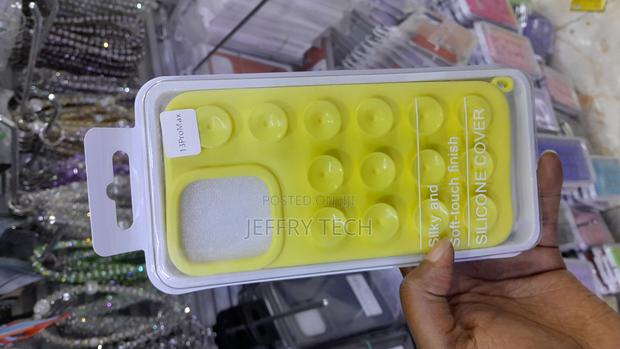 13ProMax
POSTED ON
JEFFRY TECH
Silky and
Soft-touch finish
SILICONE COVER